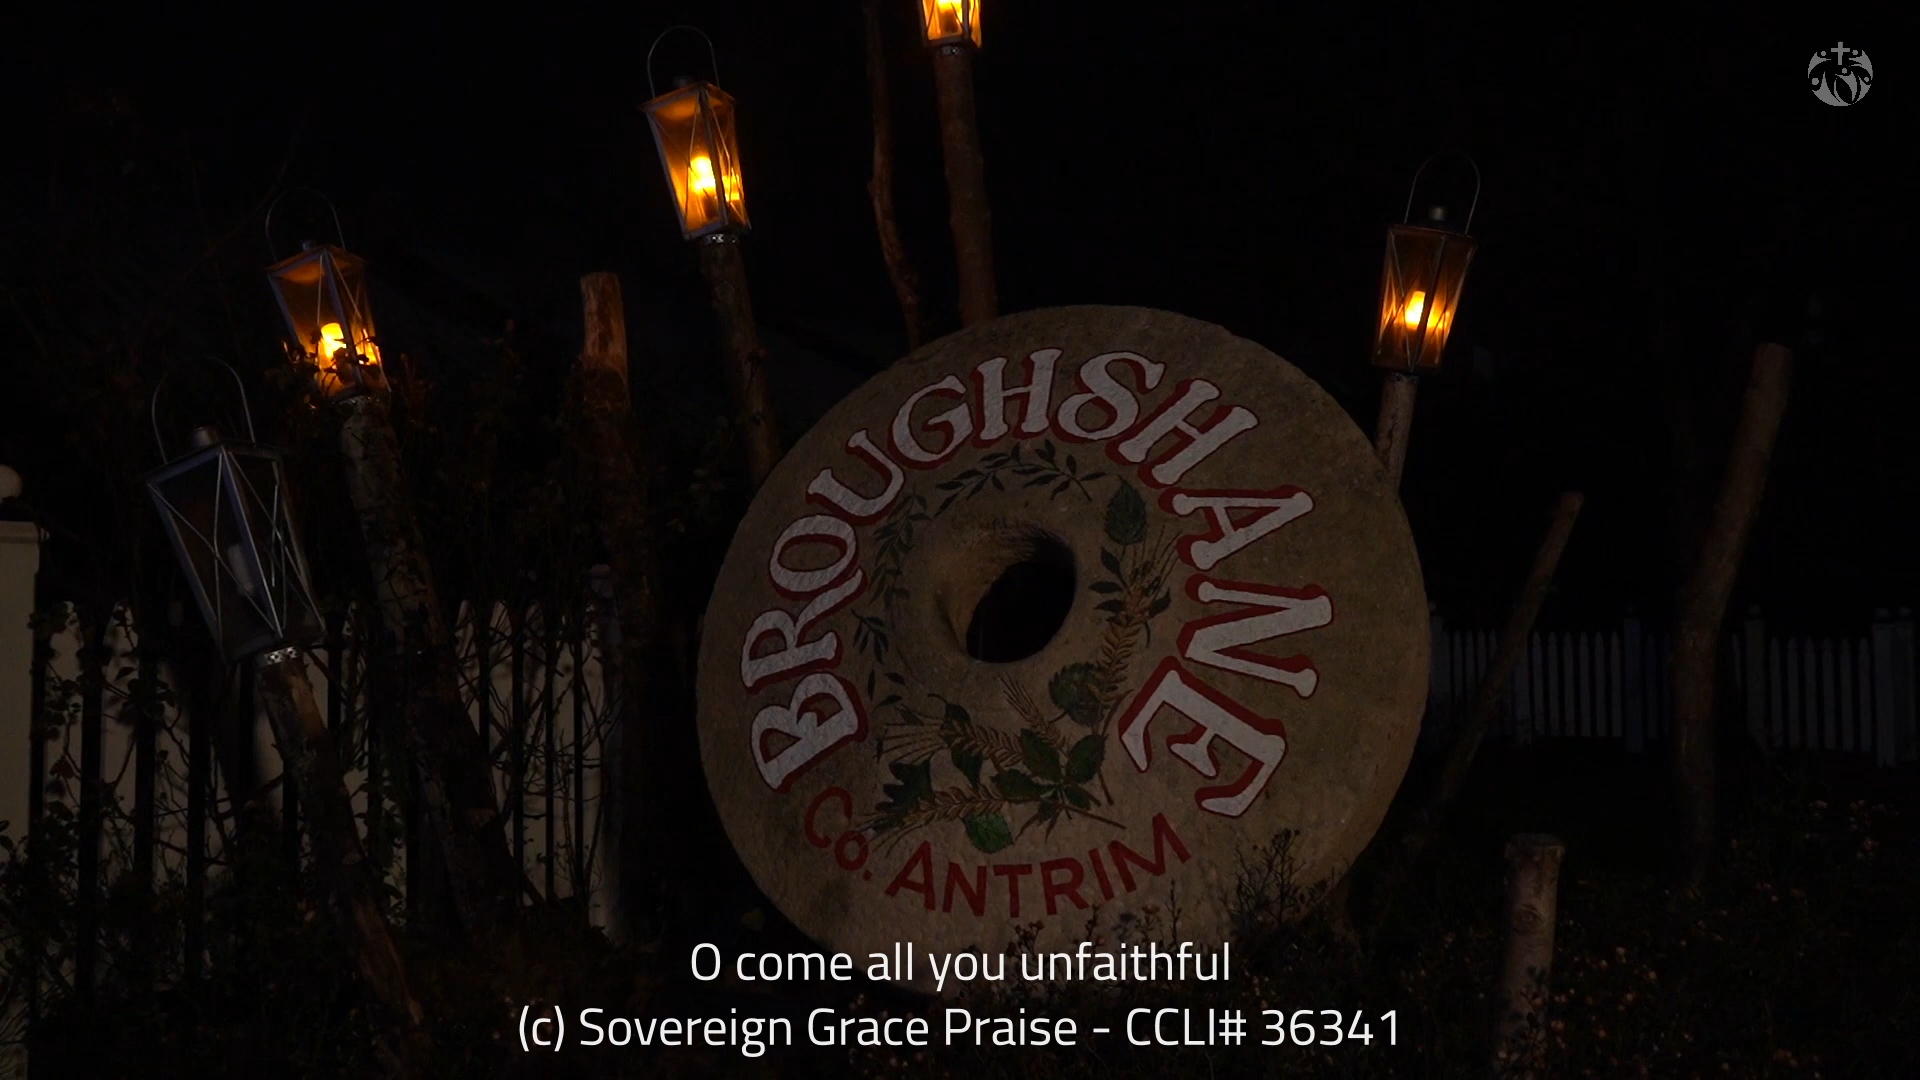 BROUGHSHANE
Co. ANTRIM
O come all you unfaithful
(c) Sovereign Grace Praise - CCLI# 36341